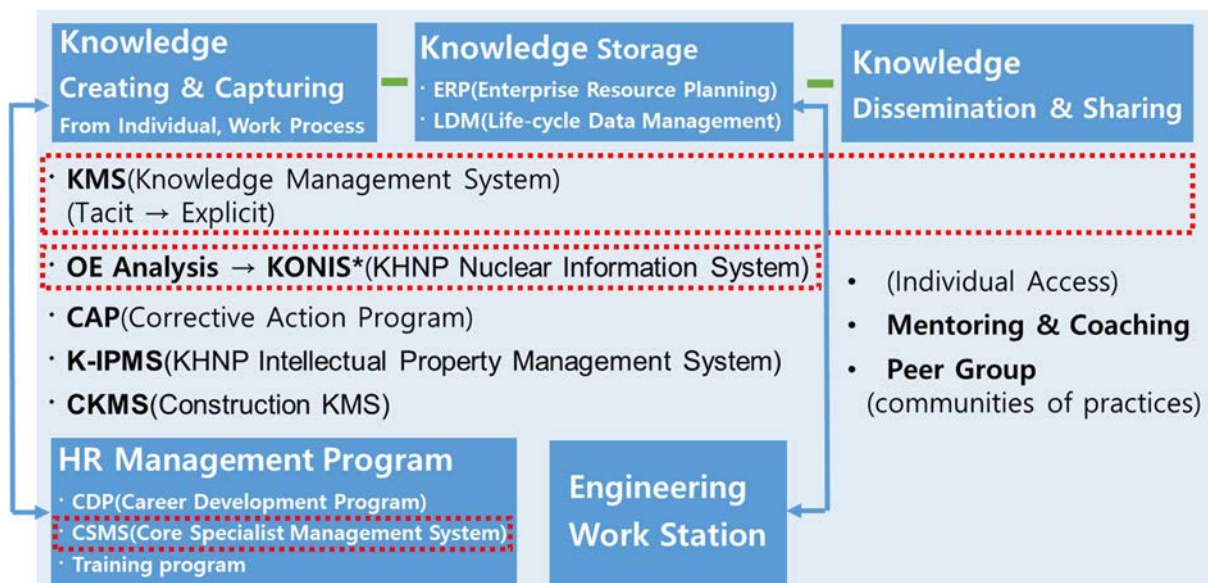 Knowledge
Creating & Capturing
From Individual, Work Process
Knowledge Storage
· ERP(Enterprise Resource Planning)
· LDM(Life-cycle Data Management)
Knowledge
Dissemination & Sharing
· KMS(Knowledge Management System)
(Tacit → Explicit)
· OE Analysis → KONIS*(KHNP Nuclear Information System)
· CAP(Corrective Action Program)
· K-IPMS(KHNP Intellectual Property Management System)
· CKMS(Construction KMS)
• (Individual Access)
• Mentoring & Coaching
• Peer Group
(communities of practices)
HR Management Program
· CDP(Career Development Program)
· CSMS(Core Specialist Management System)
· Training program
Engineering
Work Station